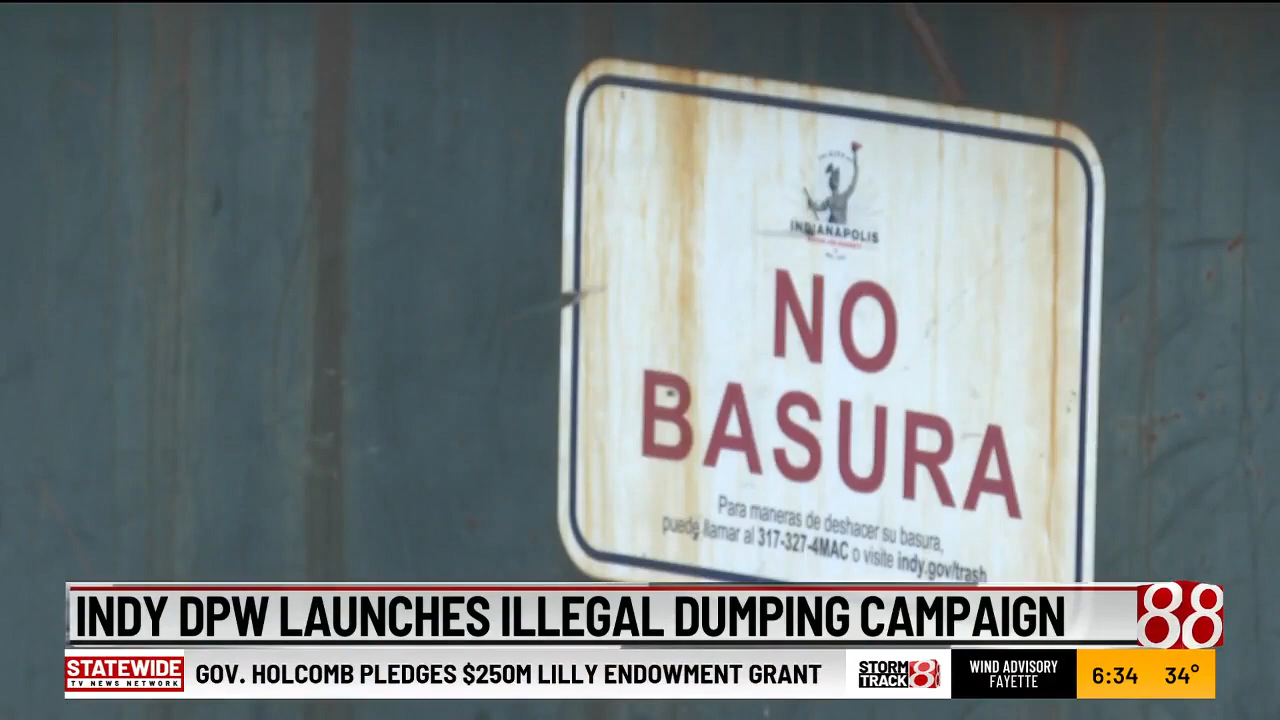 INDIANAPOLIS
NO
BASURA
Para maneras de deshacer su basura,
puede llamar al 317-327-4MAC o visite indy.gov/trash
INDY DPW LAUNCHES ILLEGAL DUMPING CAMPAIGN
88
STATEWIDE
TV NEWS NETWORK
GOV. HOLCOMB PLEDGES $250M LILLY ENDOWMENT GRANT
STORM
TRACK 8
WIND ADVISORY
FAYETTE
6:34 34°